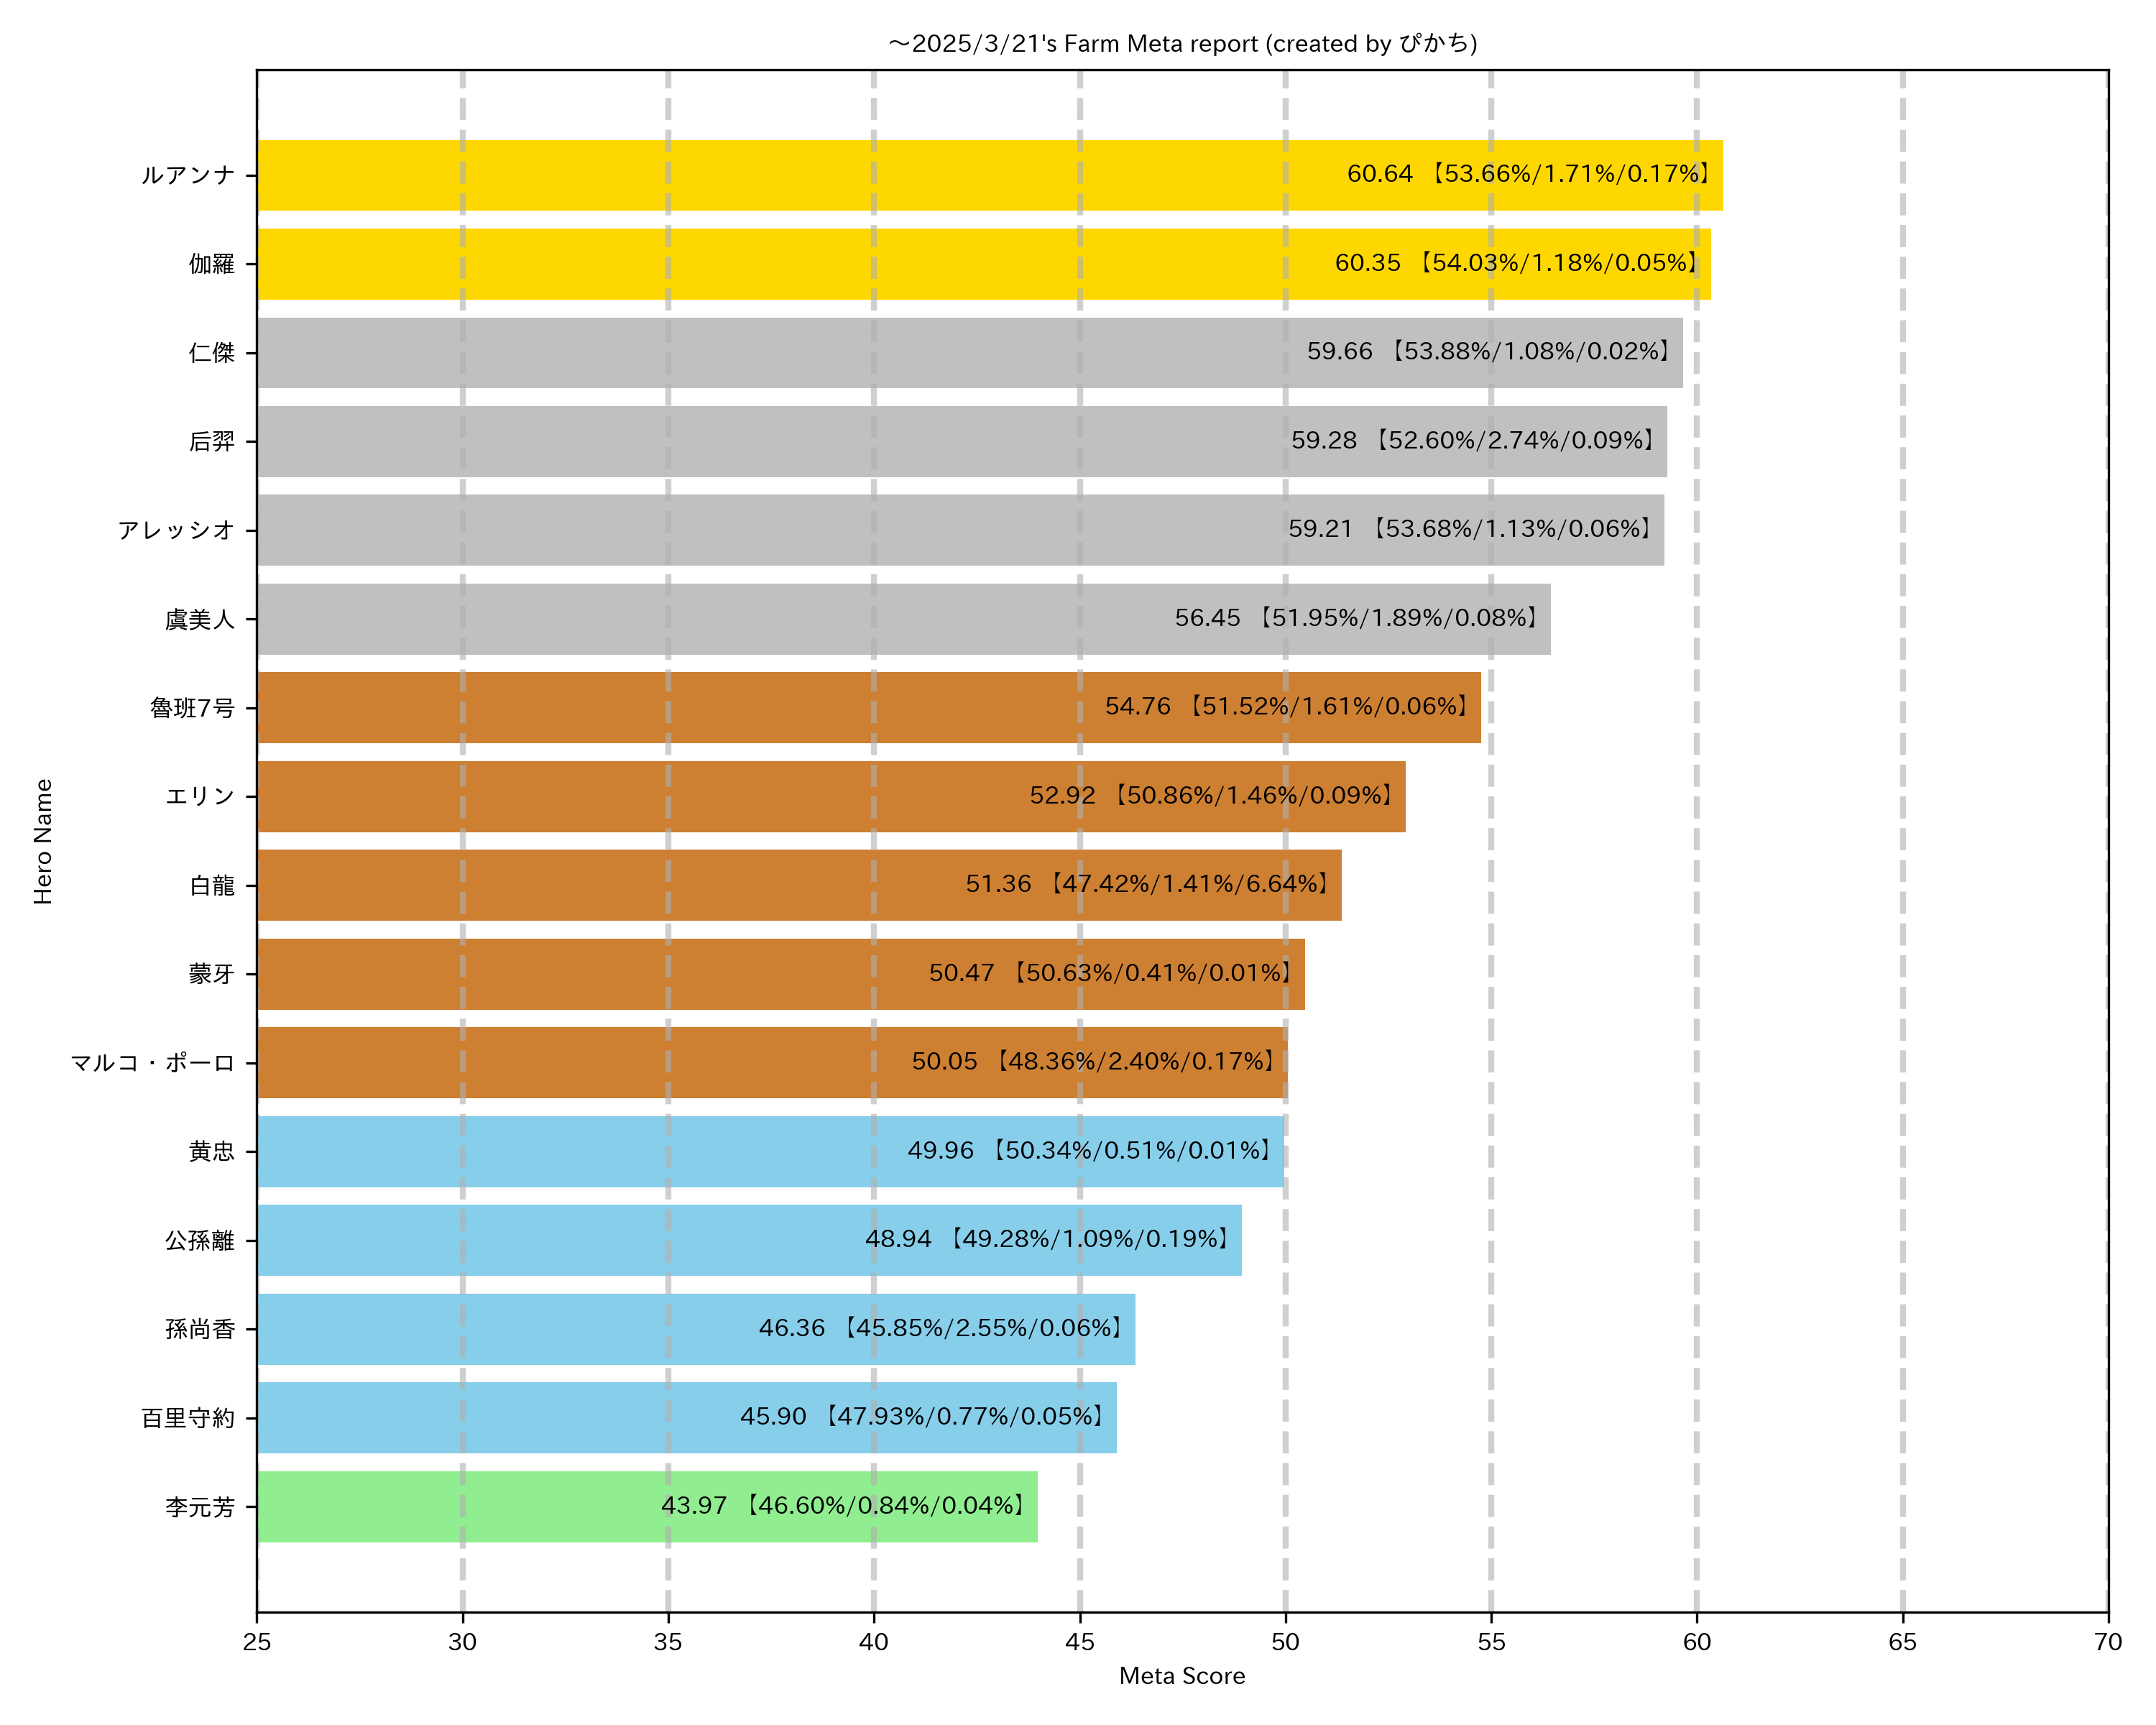 ～2025/3/21's Farm Meta report (created by ぴかち)
Hero Name
ルアンナ 60.64 【53.66%/1.71%/0.17%】
伽羅 60.35 【54.03%/1.18%/0.05%】
仁傑 59.66 【53.88%/1.08%/0.02%】
后羿 59.28 【52.60%/2.74%/0.09%】
アレッシオ 59.21 【53.68%/1.13%/0.06%】
虞美人 56.45 【51.95%/1.89%/0.08%】
魯班7号 54.76 【51.52%/1.61%/0.06%】
エリン 52.92 【50.86%/1.46%/0.09%】
白龍 51.36 【47.42%/1.41%/6.64%】
蒙牙 50.47 【50.63%/0.41%/0.01%】
マルコ・ポーロ 50.05 【48.36%/2.40%/0.17%】
黄忠 49.96 【50.34%/0.51%/0.01%】
公孫離 48.94 【49.28%/1.09%/0.19%】
孫尚香 46.36 【45.85%/2.55%/0.06%】
百里守約 45.90 【47.93%/0.77%/0.05%】
李元芳 43.97 【46.60%/0.84%/0.04%】
25 30 35 40 45 50 55 60 65 70
Meta Score